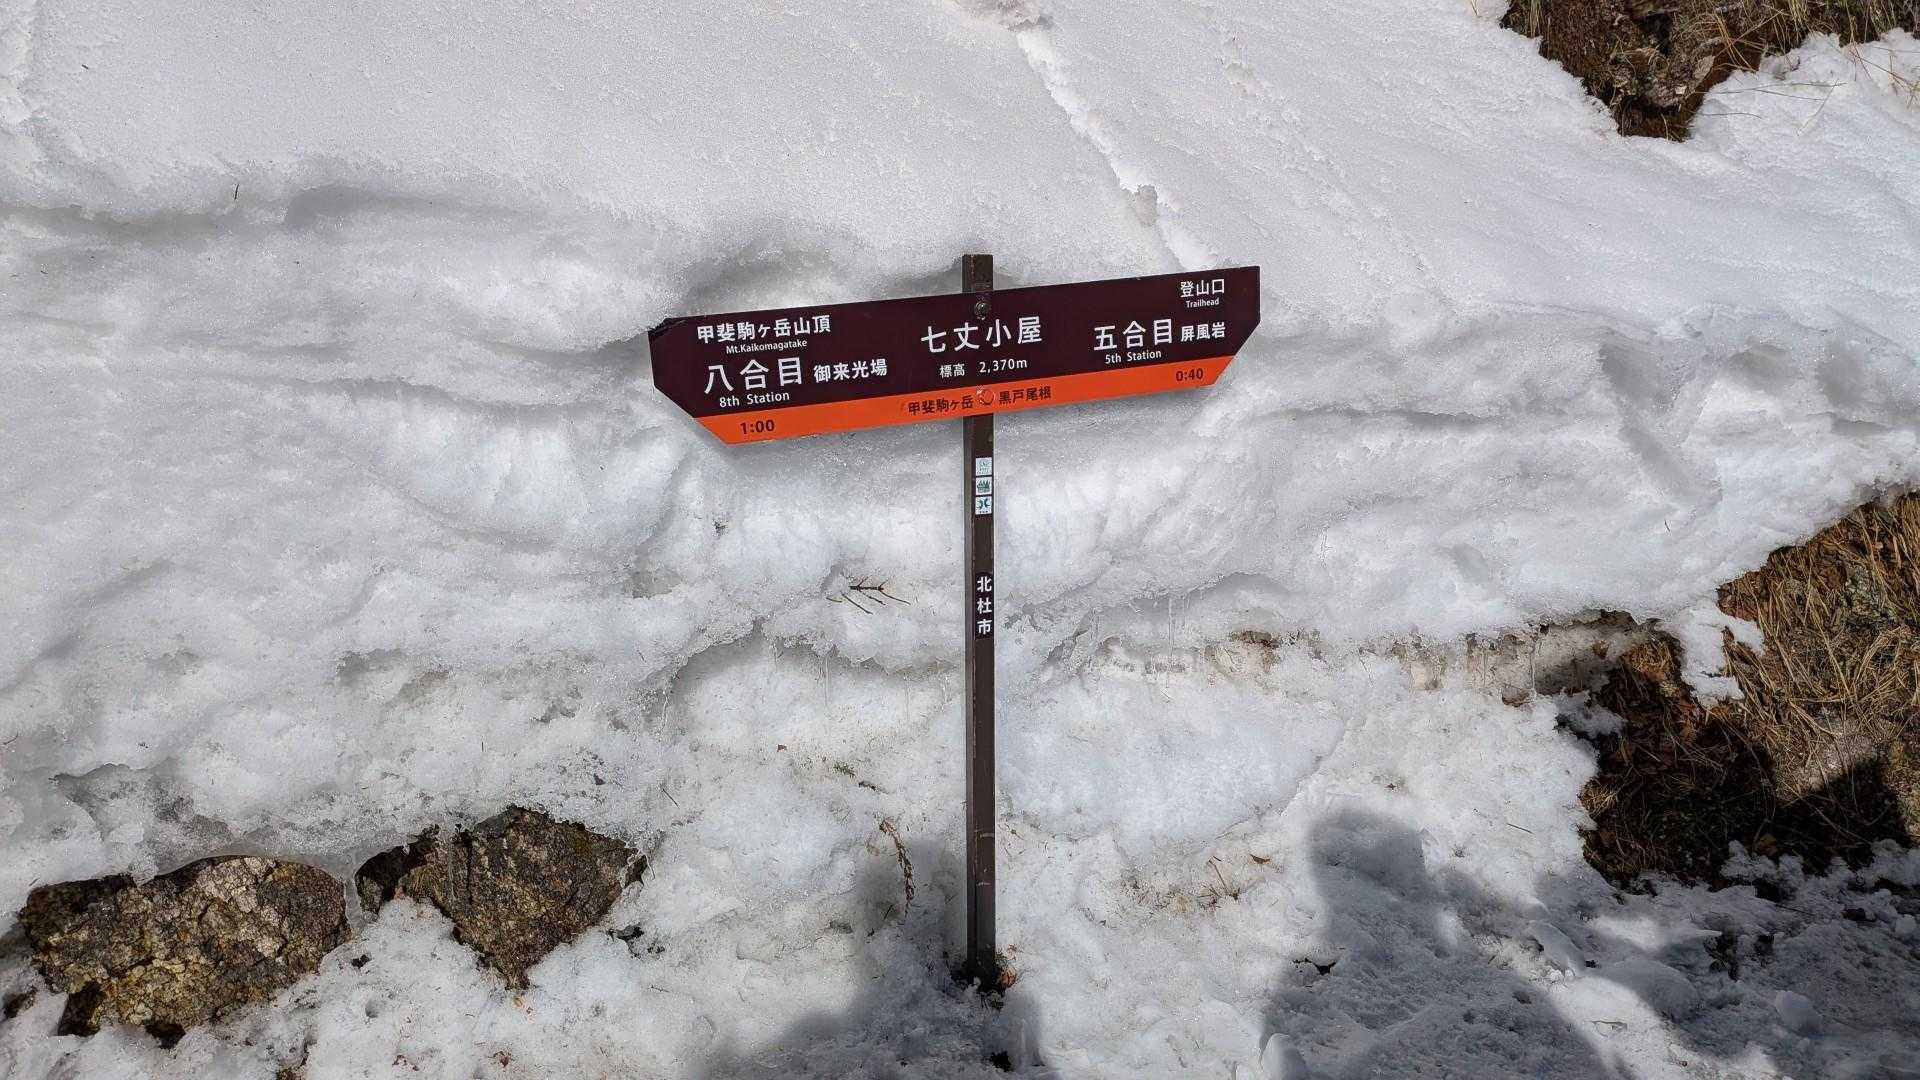 甲斐駒ヶ岳山頂
Mt.Kaikomagatake
八合目 御来光場
8th Station
1:00
七丈小屋
標高 2,370m
甲斐駒ヶ岳 黒戸尾根
登山口
Trailhead
五合目 屏風岩
5th Station
0:40
北杜市